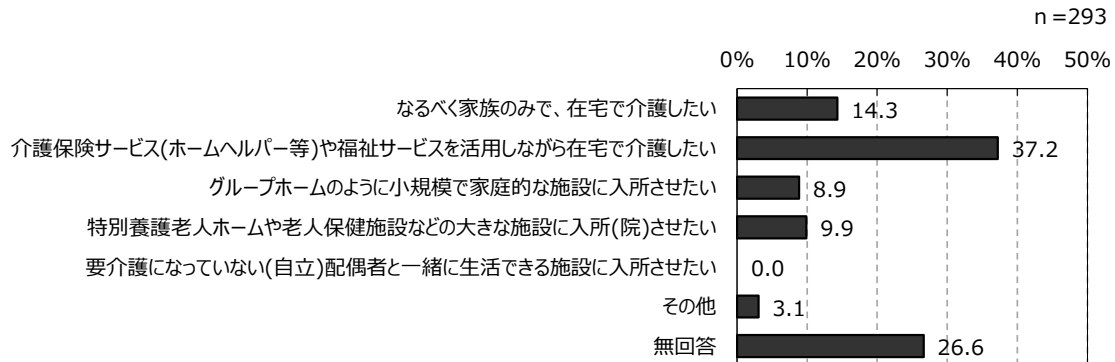 n =293
0% 10% 20% 30% 40% 50%
なるべく家族のみで、在宅で介護したい 14.3
介護保険サービス(ホームヘルパー等)や福祉サービスを活用しながら在宅で介護したい 37.2
グループホームのように小規模で家庭的な施設に入所させたい 8.9
特別養護老人ホームや老人保健施設などの大きな施設に入所(院)させたい 9.9
要介護になっていない(自立)配偶者と一緒に生活できる施設に入所させたい 0.0
その他 3.1
無回答 26.6